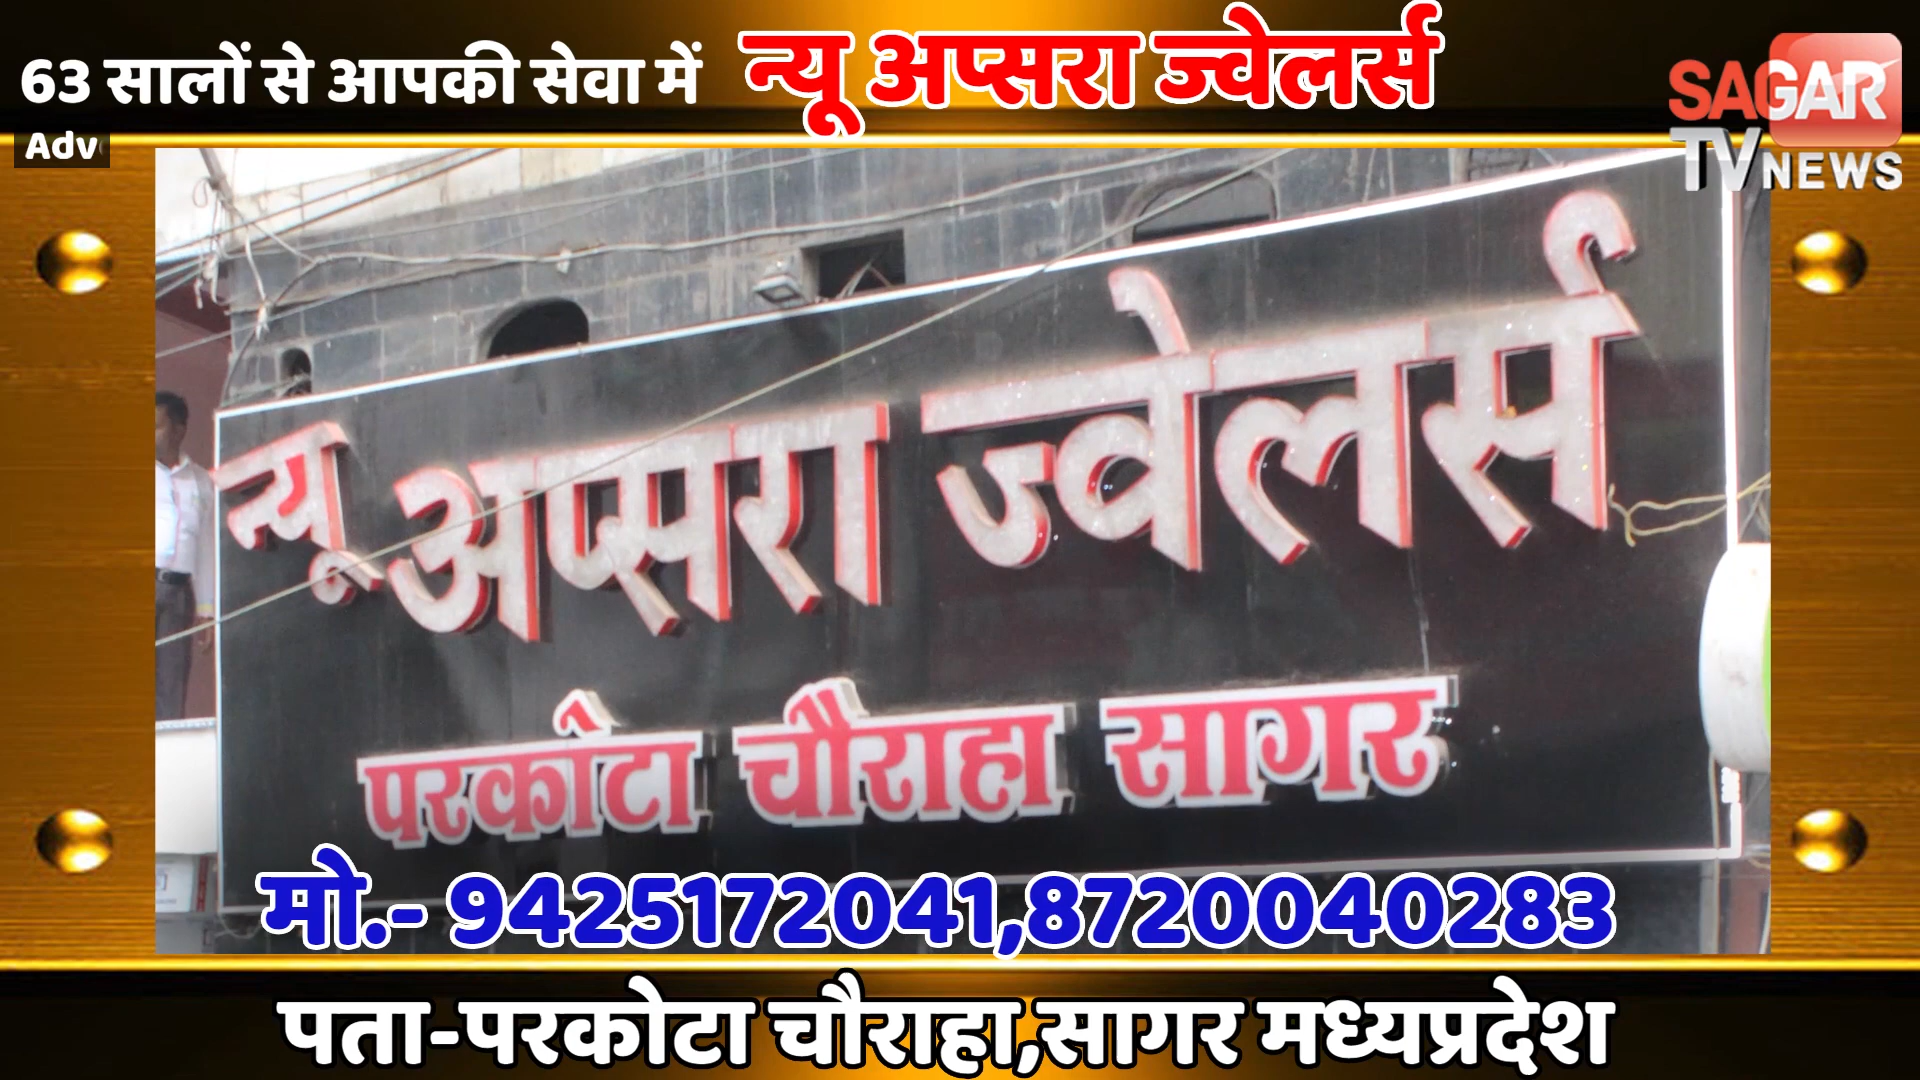 63 सालों से आपकी सेवा में न्यू अप्सरा ज्वेलर्स
SAGAR
TV NEWS
Adv
न्यू अप्सरा ज्वेलर्स
परकोटा चौराहा सागर
मो.- 9425172041,8720040283
पता-परकोटा चौराहा,सागर मध्यप्रदेश